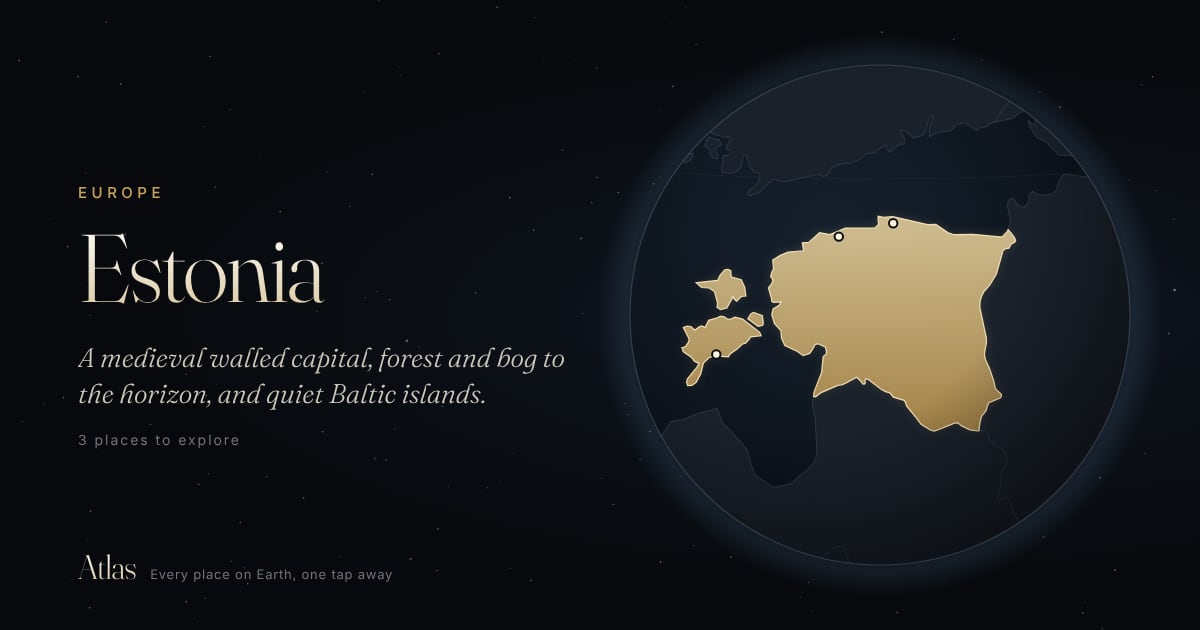 EUROPE
Estonia
A medieval walled capital, forest and bog to
the horizon, and quiet Baltic islands.
3 places to explore
Atlas Every place on Earth, one tap away